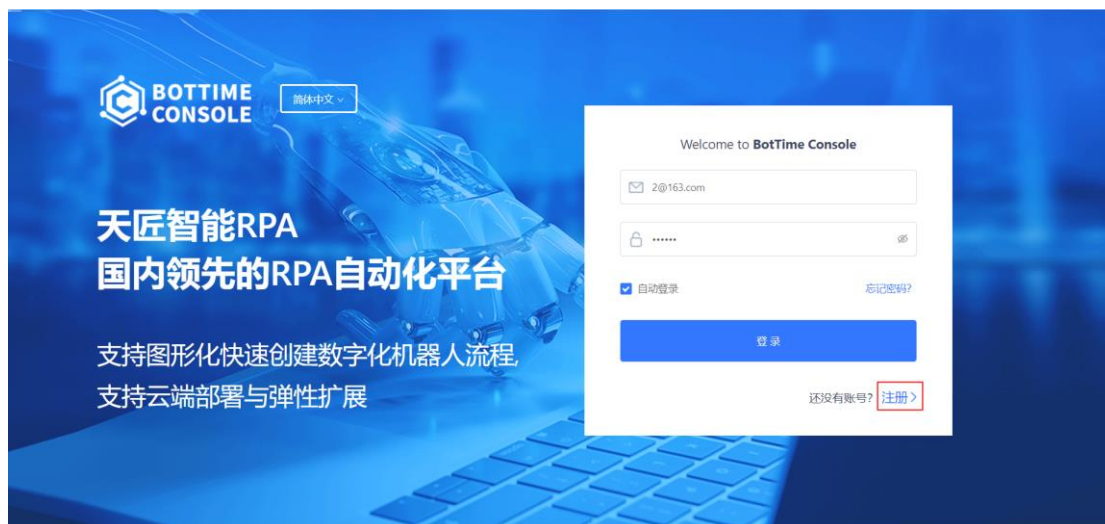 BOTTIME
CONSOLE
简体中文
天匠智能RPA
国内领先的RPA自动化平台
支持图形化快速创建数字化机器人流程,
支持云端部署与弹性扩展
Welcome to BotTime Console
2@163.com
••••••
自动登录
忘记密码?
登 录
还没有账号? 注册 >